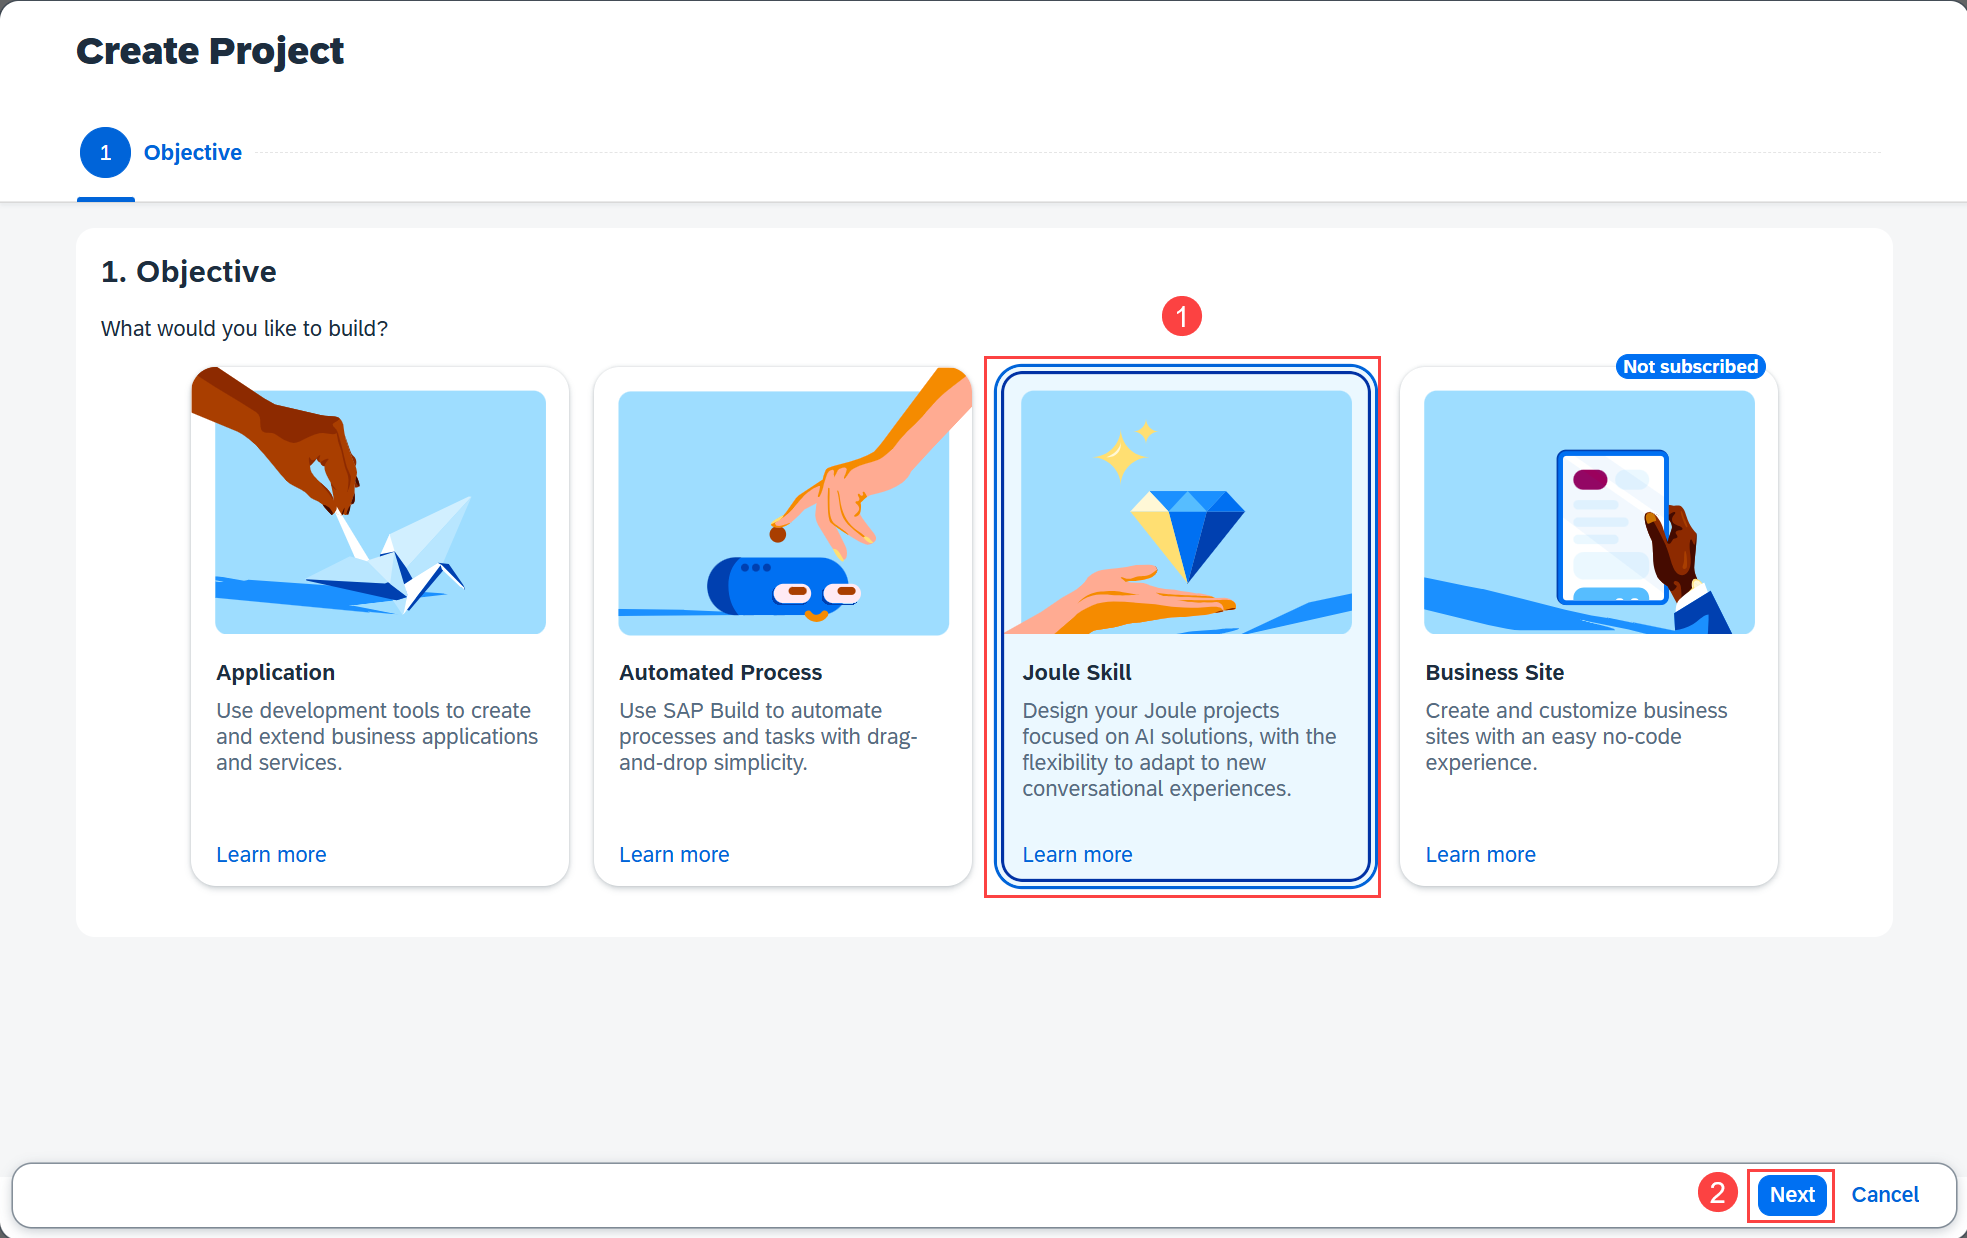 Create Project
1 Objective
1. Objective
What would you like to build?
1
Not subscribed
Application
Use development tools to create
and extend business applications
and services.
Learn more
Automated Process
Use SAP Build to automate
processes and tasks with drag-
and-drop simplicity.
Learn more
Joule Skill
Design your Joule projects
focused on AI solutions, with the
flexibility to adapt to new
conversational experiences.
Learn more
Business Site
Create and customize business
sites with an easy no-code
experience.
Learn more
2 Next Cancel